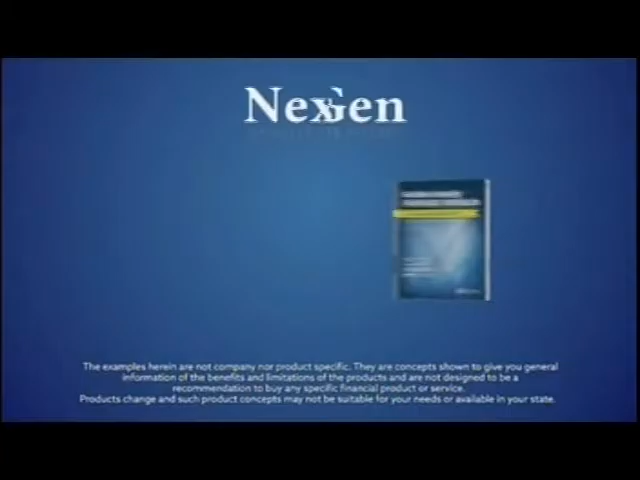 NexGen
The examples herein are not company nor product specific. They are concepts shown to give you general
information of the benefits and limitations of the products and are not designed to be a
recommendation to buy any specific financial product or service.
Products change and such product concepts may not be suitable for your needs or available in your state.